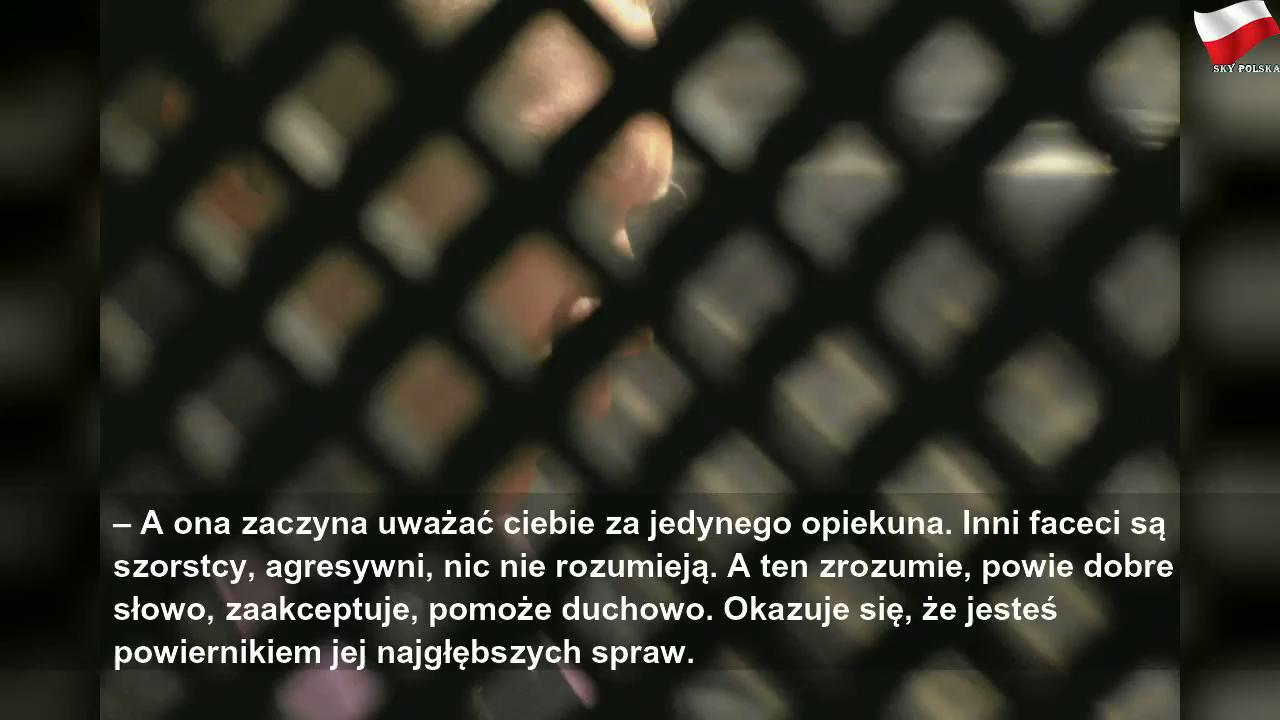 SKY POLSKA
– A ona zaczyna uważać ciebie za jedynego opiekuna. Inni faceci są
szorstcy, agresywni, nic nie rozumieją. A ten zrozumie, powie dobre
słowo, zaakceptuje, pomoże duchowo. Okazuje się, że jesteś
powiernikiem jej najgłębszych spraw.